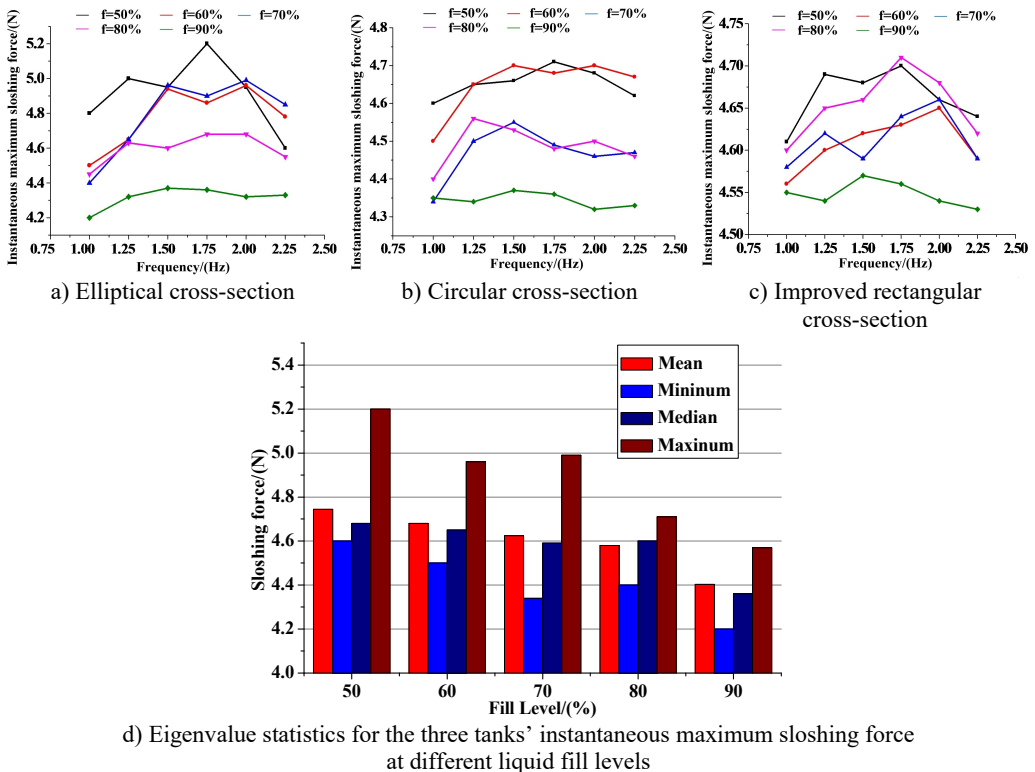 f=50% f=60% f=70%
f=80% f=90%
Instantaneous maximum sloshing force/(N)
5.2
5.0
4.8
4.6
4.4
4.2
0.75 1.00 1.25 1.50 1.75 2.00 2.25 2.50
Frequency/(Hz)
a) Elliptical cross-section
f=50% f=60% f=70%
f=80% f=90%
Instantaneous maximum sloshing force/(N)
4.8
4.7
4.6
4.5
4.4
4.3
0.75 1.00 1.25 1.50 1.75 2.00 2.25 2.50
Frequency/(Hz)
b) Circular cross-section
f=50% f=60% f=70%
f=80% f=90%
Instantaneous maximum sloshing force/(N)
4.75
4.70
4.65
4.60
4.55
4.50
0.75 1.00 1.25 1.50 1.75 2.00 2.25 2.50
Frequency/(Hz)
c) Improved rectangular
cross-section
Sloshing force/(N)
5.4
5.2
5.0
4.8
4.6
4.4
4.2
4.0
Mean
Mininum
Median
Maxinum
50 60 70 80 90
Fill Level/(%)
d) Eigenvalue statistics for the three tanks’ instantaneous maximum sloshing force
at different liquid fill levels